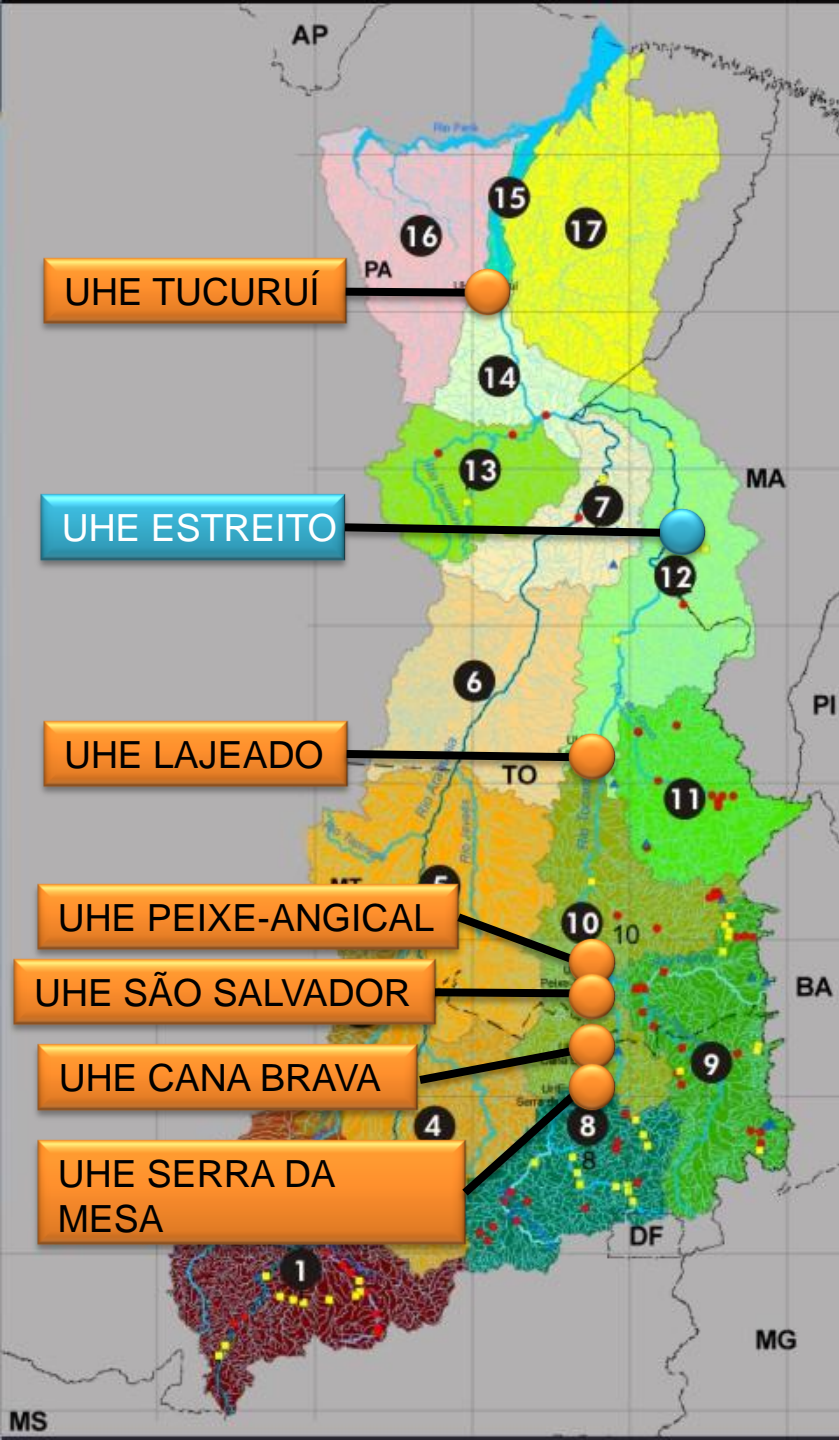 AP
Rio Pará
15
16
17
PA
UHE TUCURUÍ
14
13
MA
7
UHE ESTREITO
12
6
PI
UHE LAJEADO
TO
Rio Araguaia
11
Rio Javaés
5
UHE PEIXE-ANGICAL
10
10
UHE SÃO SALVADOR
BA
UHE CANA BRAVA
9
4
8
8
UHE SERRA DA
MESA
DF
1
MG
MS